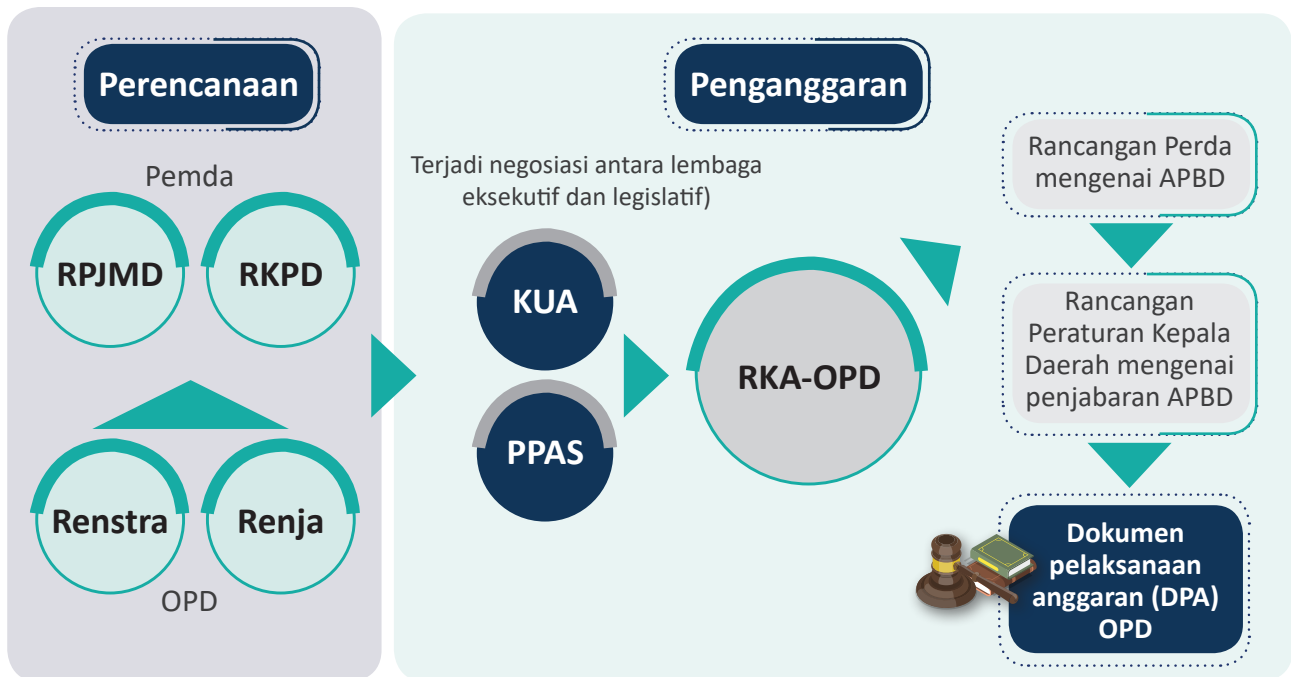 Perencanaan
Pemda
RPJMD
RKPD
Renstra
Renja
OPD
Penganggaran
Terjadi negosiasi antara lembaga
eksekutif dan legislatif)
KUA
PPAS
RKA-OPD
Rancangan Perda
mengenai APBD
Rancangan
Peraturan Kepala
Daerah mengenai
penjabaran APBD
Dokumen
pelaksanaan
anggaran (DPA)
OPD